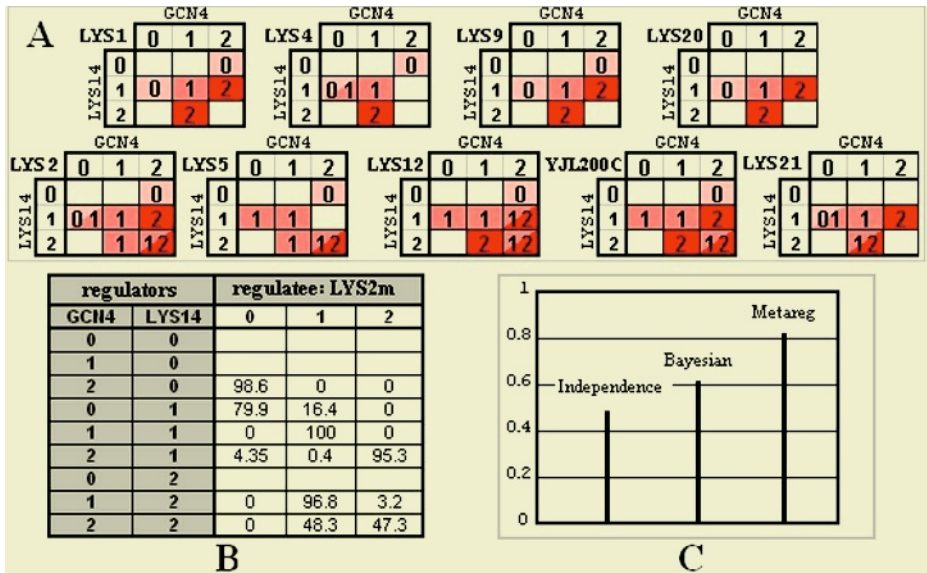 A
GCN4 GCN4 GCN4 GCN4
LYS1 0 1 2 LYS4 0 1 2 LYS9 0 1 2 LYS20 0 1 2
LYS14 LYS14 LYS14 LYS14
0 0 0 0 0 0 0
1 0 1 2 1 01 1 1 0 1 2 1 0 1 2
2 2 2 2 2 2 2 2
GCN4 GCN4 GCN4 GCN4 GCN4
LYS2 0 1 2 LYS5 0 1 2 LYS12 0 1 2 YJL200C 0 1 2 LYS21 0 1 2
LYS14 LYS14 LYS14 LYS14 LYS14
0 0 0 0 0 0 0 0 0
1 01 1 2 1 1 1 1 1 1 12 1 1 1 2 1 01 1 2
2 1 12 2 1 12 2 2 12 2 2 12 2 12
regulators regulatee: LYS2m
GCN4 LYS14 0 1 2
0 0
1 0
2 0 98.6 0 0
0 1 79.9 16.4 0
1 1 0 100 0
2 1 4.35 0.4 95.3
0 2
1 2 0 96.8 3.2
2 2 0 48.3 47.3
B
1
0.8
0.6
0.4
0.2
0
Metareg
Bayesian
Independence
C